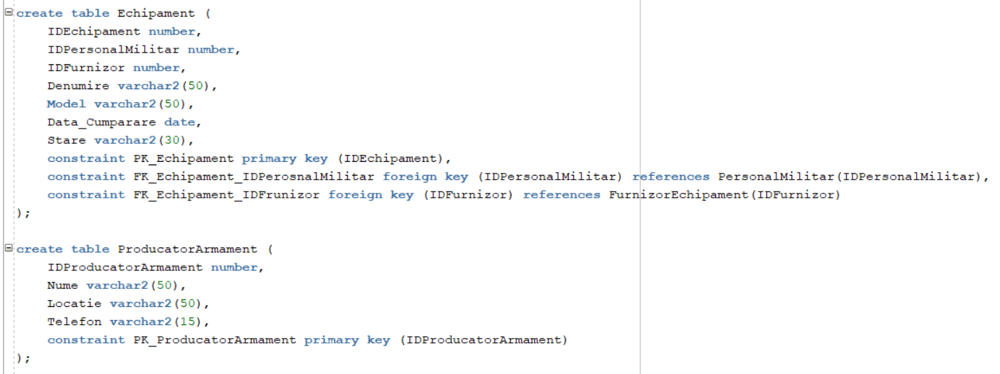 create table Echipament (
IDEchipament number,
IDPersonalMilitar number,
IDFurnizor number,
Denumire varchar2(50),
Model varchar2(50),
Data_Cumparare date,
Stare varchar2(30),
constraint PK_Echipament primary key (IDEchipament),
constraint FK_Echipament_IDPerosnalMilitar foreign key (IDPersonalMilitar) references PersonalMilitar(IDPersonalMilitar),
constraint FK_Echipament_IDFrunizor foreign key (IDFurnizor) references FurnizorEchipament(IDFurnizor)
);
create table ProducatorArmament (
IDProducatorArmament number,
Nume varchar2(50),
Locatie varchar2(50),
Telefon varchar2(15),
constraint PK_ProducatorArmament primary key (IDProducatorArmament)
);